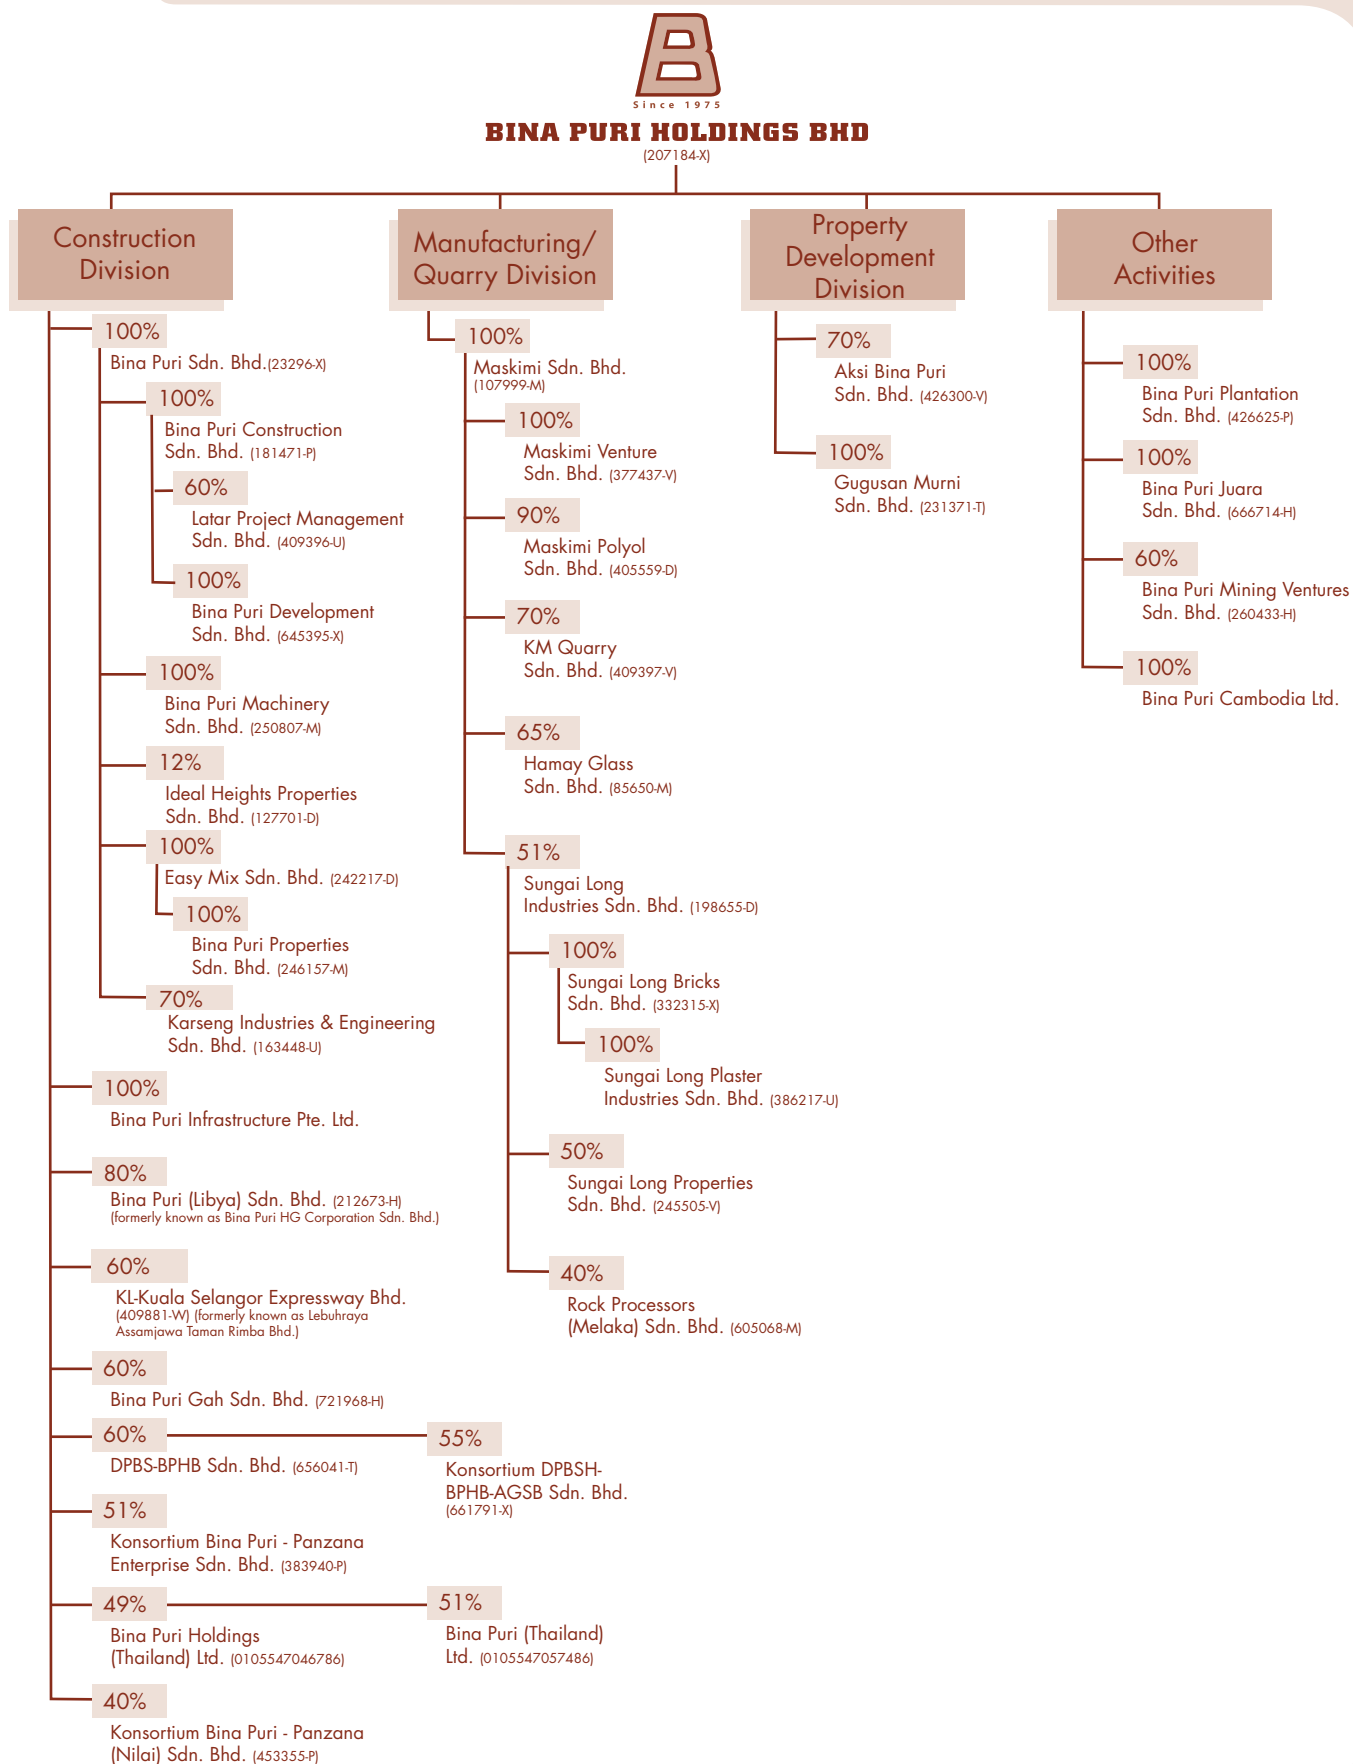 B
Since 1975
BINA PURI HOLDINGS BHD
(207184-X)
Construction
Division
100%
Bina Puri Sdn. Bhd.(23296-X)
100%
Bina Puri Construction
Sdn. Bhd. (181471-P)
60%
Latar Project Management
Sdn. Bhd. (409396-U)
100%
Bina Puri Development
Sdn. Bhd. (645395-X)
100%
Bina Puri Machinery
Sdn. Bhd. (250807-M)
12%
Ideal Heights Properties
Sdn. Bhd. (127701-D)
100%
Easy Mix Sdn. Bhd. (242217-D)
100%
Bina Puri Properties
Sdn. Bhd. (246157-M)
70%
Karseng Industries & Engineering
Sdn. Bhd. (163448-U)
100%
Bina Puri Infrastructure Pte. Ltd.
80%
Bina Puri (Libya) Sdn. Bhd. (212673-H)
(formerly known as Bina Puri HG Corporation Sdn. Bhd.)
60%
KL-Kuala Selangor Expressway Bhd.
(409881-W) (formerly known as Lebuhraya
Assamjawa Taman Rimba Bhd.)
60%
Bina Puri Gah Sdn. Bhd. (721968-H)
60%
DPBS-BPHB Sdn. Bhd. (656041-T)
55%
Konsortium DPBSH-
BPHB-AGSB Sdn. Bhd.
(661791-X)
51%
Konsortium Bina Puri - Panzana
Enterprise Sdn. Bhd. (383940-P)
49%
Bina Puri Holdings
(Thailand) Ltd. (0105547046786)
51%
Bina Puri (Thailand)
Ltd. (0105547057486)
40%
Konsortium Bina Puri - Panzana
(Nilai) Sdn. Bhd. (453355-P)
Manufacturing/
Quarry Division
100%
Maskimi Sdn. Bhd.
(107999-M)
100%
Maskimi Venture
Sdn. Bhd. (377437-V)
90%
Maskimi Polyol
Sdn. Bhd. (405559-D)
70%
KM Quarry
Sdn. Bhd. (409397-V)
65%
Hamay Glass
Sdn. Bhd. (85650-M)
51%
Sungai Long
Industries Sdn. Bhd. (198655-D)
100%
Sungai Long Bricks
Sdn. Bhd. (332315-X)
100%
Sungai Long Plaster
Industries Sdn. Bhd. (386217-U)
50%
Sungai Long Properties
Sdn. Bhd. (245505-V)
40%
Rock Processors
(Melaka) Sdn. Bhd. (605068-M)
Property
Development
Division
70%
Aksi Bina Puri
Sdn. Bhd. (426300-V)
100%
Gugusan Murni
Sdn. Bhd. (231371-T)
Other
Activities
100%
Bina Puri Plantation
Sdn. Bhd. (426625-P)
100%
Bina Puri Juara
Sdn. Bhd. (666714-H)
60%
Bina Puri Mining Ventures
Sdn. Bhd. (260433-H)
100%
Bina Puri Cambodia Ltd.